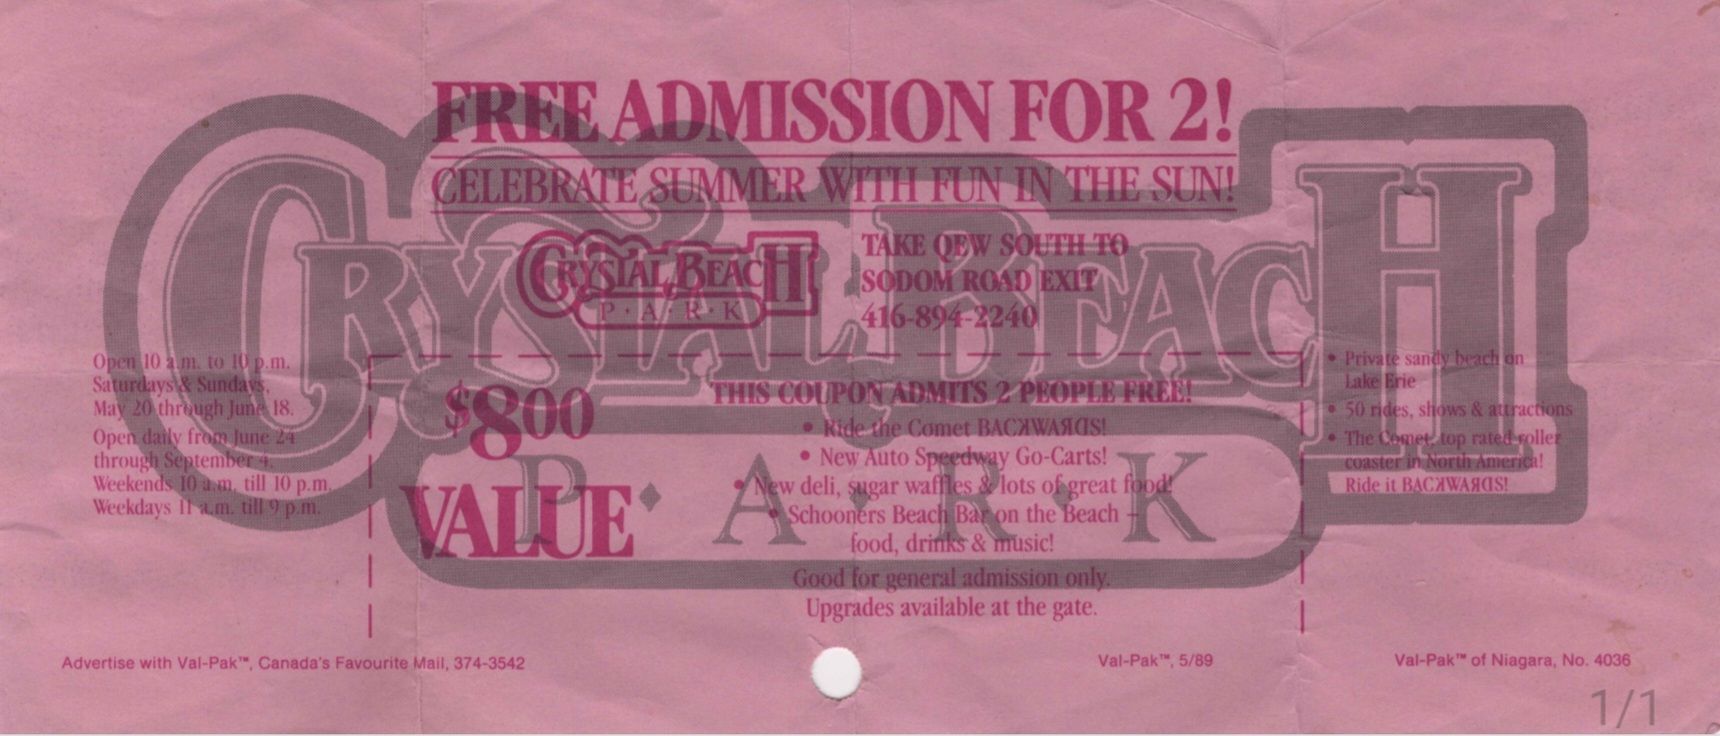 FREE ADMISSION FOR 2!
CELEBRATE SUMMER WITH FUN IN THE SUN!
CRYSTAL BEACH
P·A·R·K
TAKE QEW SOUTH TO
SODOM ROAD EXIT
416-894-2240
CRYSTAL BEACH
P·A·R·K
Open 10 a.m. to 10 p.m.
Saturdays & Sundays,
May 20 through June 18.
Open daily from June 24
through September 4.
Weekends 10 a.m. till 10 p.m.
Weekdays 11 a.m. till 9 p.m.
$8.00
VALUE
THIS COUPON ADMITS 2 PEOPLE FREE!
• Ride the Comet BACKWARDS!
• New Auto Speedway Go-Carts!
• New deli, sugar waffles & lots of great food!
• Schooners Beach Bar on the Beach –
food, drinks & music!
Good for general admission only.
Upgrades available at the gate.
• Private sandy beach on
Lake Erie
• 50 rides, shows & attractions
• The Comet, top rated roller
coaster in North America!
Ride it BACKWARDS!
Advertise with Val-Pak™, Canada's Favourite Mail, 374-3542
Val-Pak™, 5/89
Val-Pak™ of Niagara, No. 4036
1/1